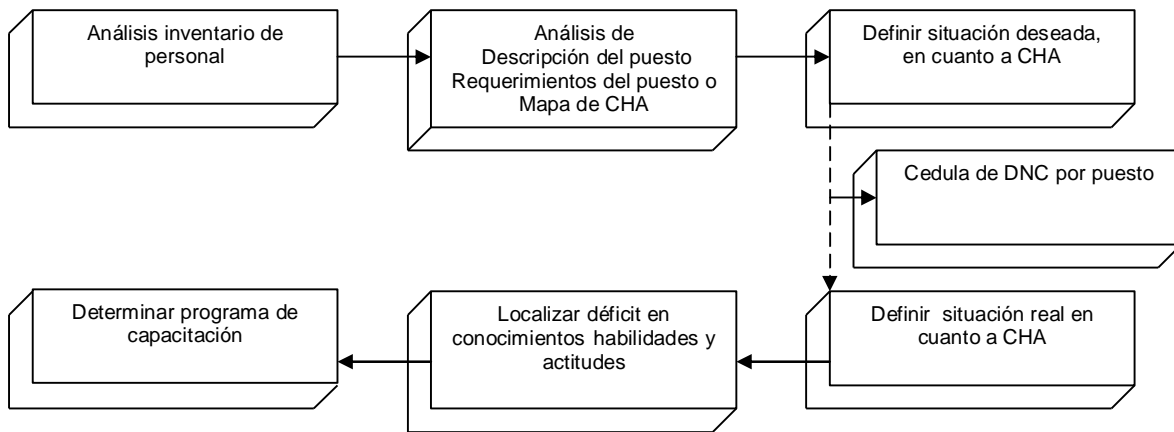 Análisis inventario de
personal
Análisis de
Descripción del puesto
Requerimientos del puesto o
Mapa de CHA
Definir situación deseada,
en cuanto a CHA
Cedula de DNC por puesto
Definir situación real en
cuanto a CHA
Localizar déficit en
conocimientos habilidades y
actitudes
Determinar programa de
capacitación